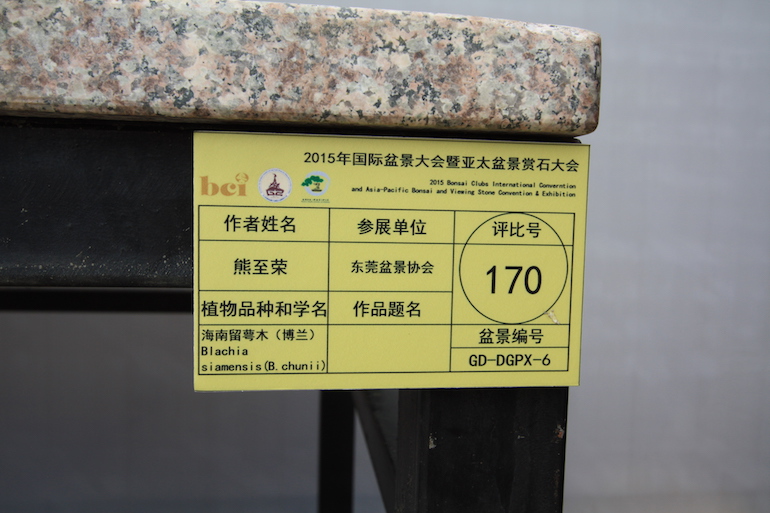 2015年国际盆景大会暨亚太盆景赏石大会
bci
2015 Bonsai Clubs International Converntion
and Asia-Pacific Bonsai and Viewing Stone Convention & Exhibition
作者姓名 参展单位 评比号
熊至荣 东莞盆景协会 170
植物品种和学名 作品题名
海南留萼木（博兰） 盆景编号
Blachia
siamensis(B.chunii) GD-DGPX-6